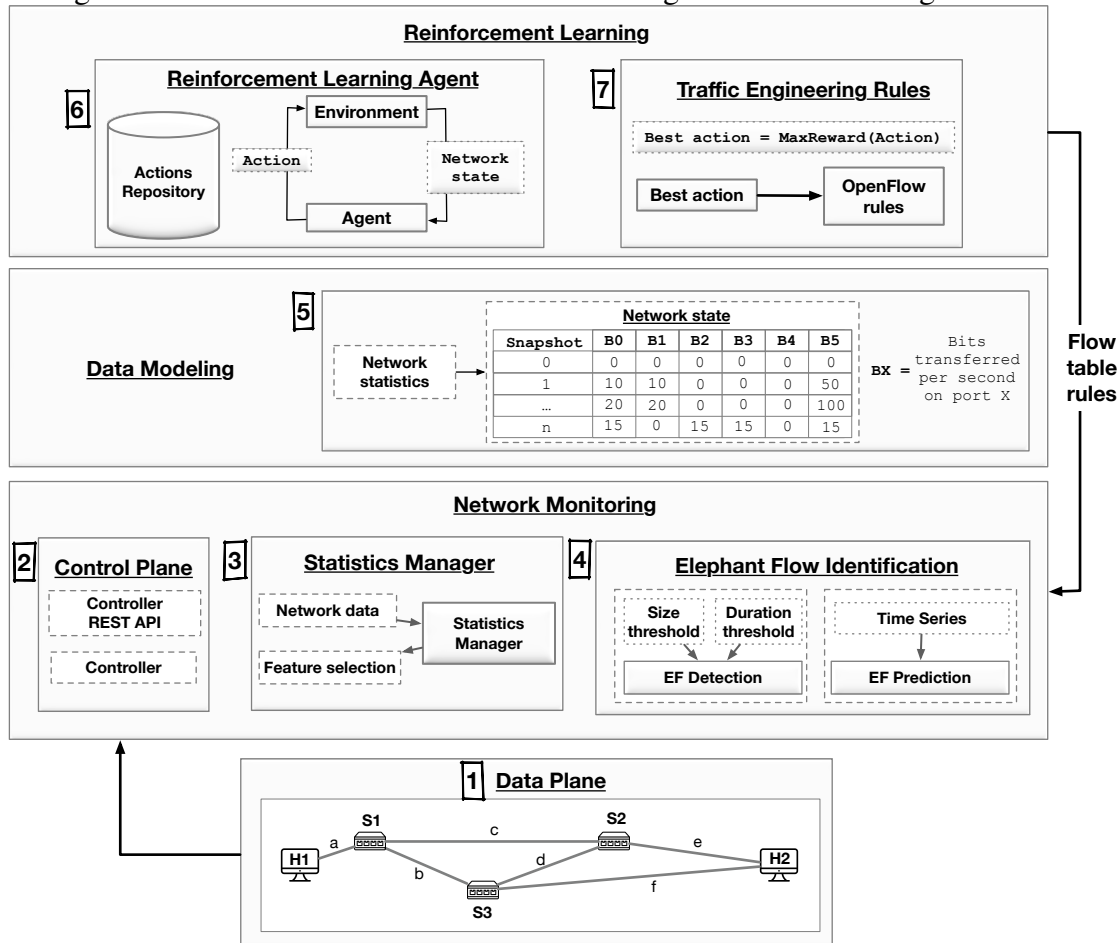 Reinforcement Learning
6
Reinforcement Learning Agent
Environment
Actions
Repository
Action
Network
state
Agent
7
Traffic Engineering Rules
Best action = MaxReward(Action)
Best action
OpenFlow
rules
Data Modeling
5
Network
statistics
Network state
Snapshot B0 B1 B2 B3 B4 B5
0 0 0 0 0 0 0
1 10 10 0 0 0 50
… 20 20 0 0 0 100
n 15 0 15 15 0 15
BX =
Bits
transferred
per second
on port X
Flow
table
rules
Network Monitoring
2
Control Plane
Controller
REST API
Controller
3
Statistics Manager
Network data
Statistics
Manager
Feature selection
4
Elephant Flow Identification
Size
threshold
Duration
threshold
EF Detection
Time Series
EF Prediction
1 Data Plane
S1
S2
a
c
e
H1
H2
d
b
f
S3